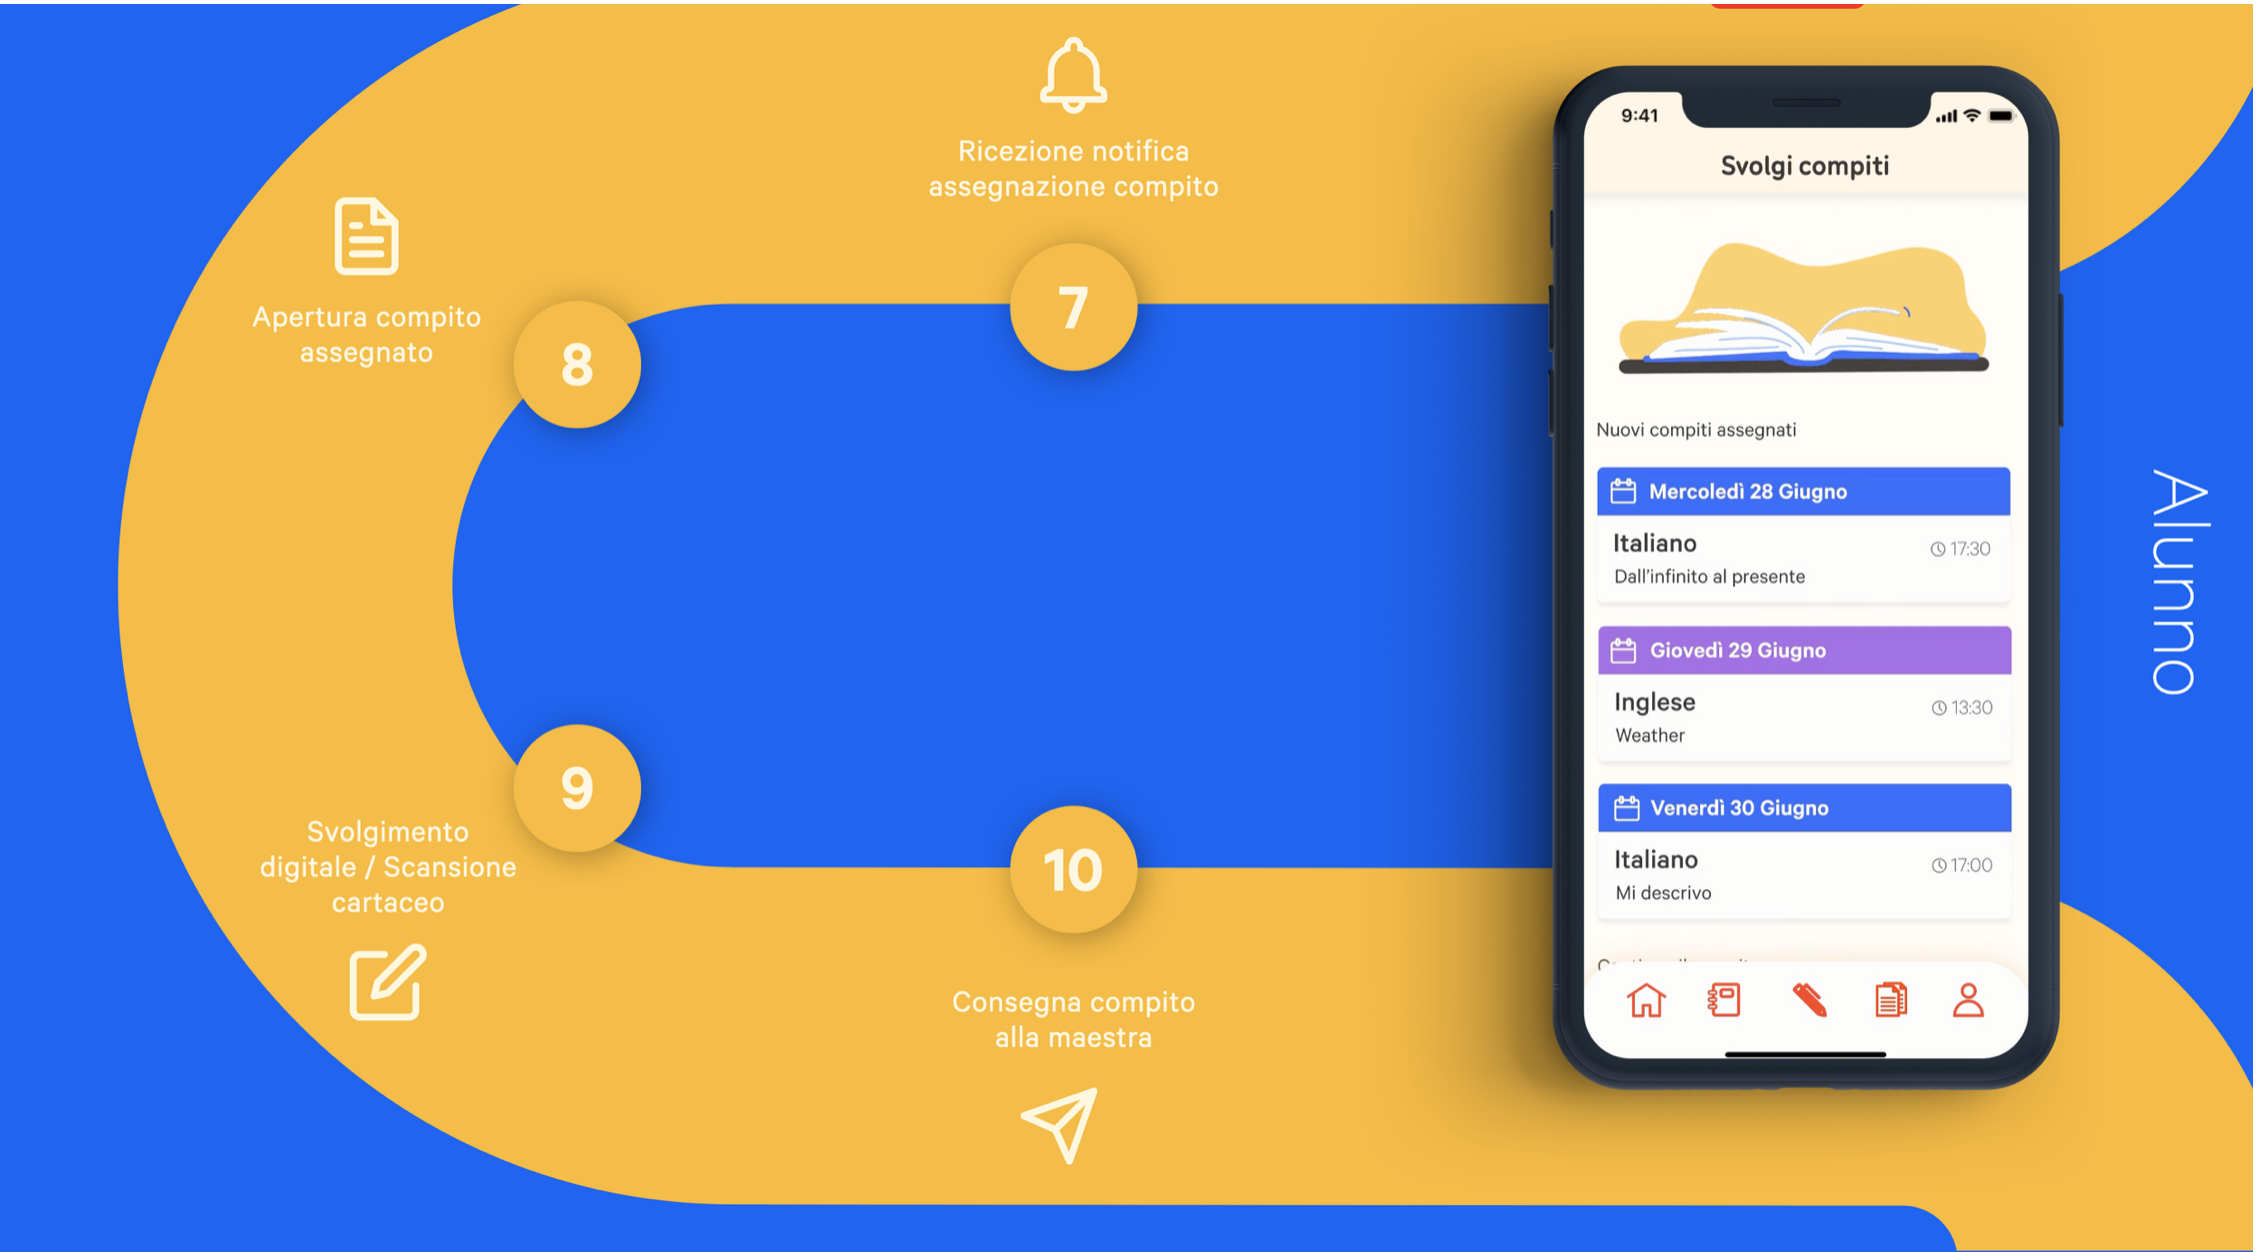 Ricezione notifica
assegnazione compito
7
Apertura compito
assegnato
8
9
Svolgimento
digitale / Scansione
cartaceo
10
Consegna compito
alla maestra
9:41
Svolgi compiti
Nuovi compiti assegnati
Mercoledì 28 Giugno
Italiano
17:30
Dall'infinito al presente
Giovedì 29 Giugno
Inglese
13:30
Weather
Venerdì 30 Giugno
Italiano
17:00
Mi descrivo
Alunno